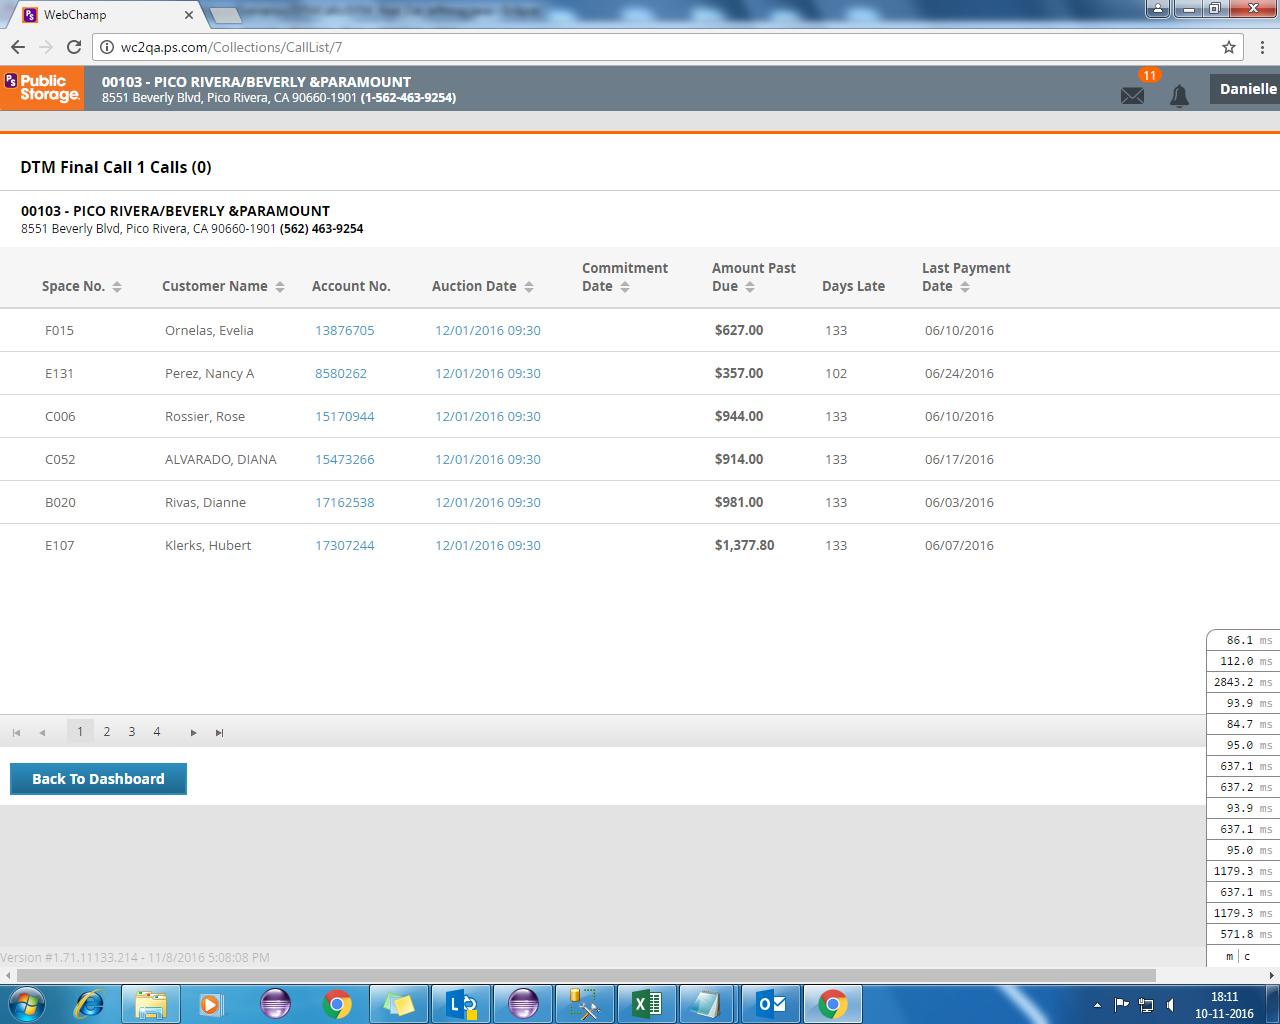 WebChamp
wc2qa.ps.com/Collections/CallList/7
PS Public Storage.
00103 - PICO RIVERA/BEVERLY &PARAMOUNT
8551 Beverly Blvd, Pico Rivera, CA 90660-1901 (1-562-463-9254)
11
Danielle
DTM Final Call 1 Calls (0)
00103 - PICO RIVERA/BEVERLY &PARAMOUNT
8551 Beverly Blvd, Pico Rivera, CA 90660-1901 (562) 463-9254
Space No. Customer Name Account No. Auction Date Commitment Date Amount Past Due Days Late Last Payment Date
F015 Ornelas, Evelia 13876705 12/01/2016 09:30 $627.00 133 06/10/2016
E131 Perez, Nancy A 8580262 12/01/2016 09:30 $357.00 102 06/24/2016
C006 Rossier, Rose 15170944 12/01/2016 09:30 $944.00 133 06/10/2016
C052 ALVARADO, DIANA 15473266 12/01/2016 09:30 $914.00 133 06/17/2016
B020 Rivas, Dianne 17162538 12/01/2016 09:30 $981.00 133 06/03/2016
E107 Klerks, Hubert 17307244 12/01/2016 09:30 $1,377.80 133 06/07/2016
86.1 ms
112.0 ms
2843.2 ms
93.9 ms
84.7 ms
95.0 ms
637.1 ms
637.2 ms
93.9 ms
637.1 ms
95.0 ms
1179.3 ms
637.1 ms
1179.3 ms
571.8 ms
m | c
1 2 3 4
Back To Dashboard
Version #1.71.11133.214 - 11/8/2016 5:08:08 PM
18:11
10-11-2016